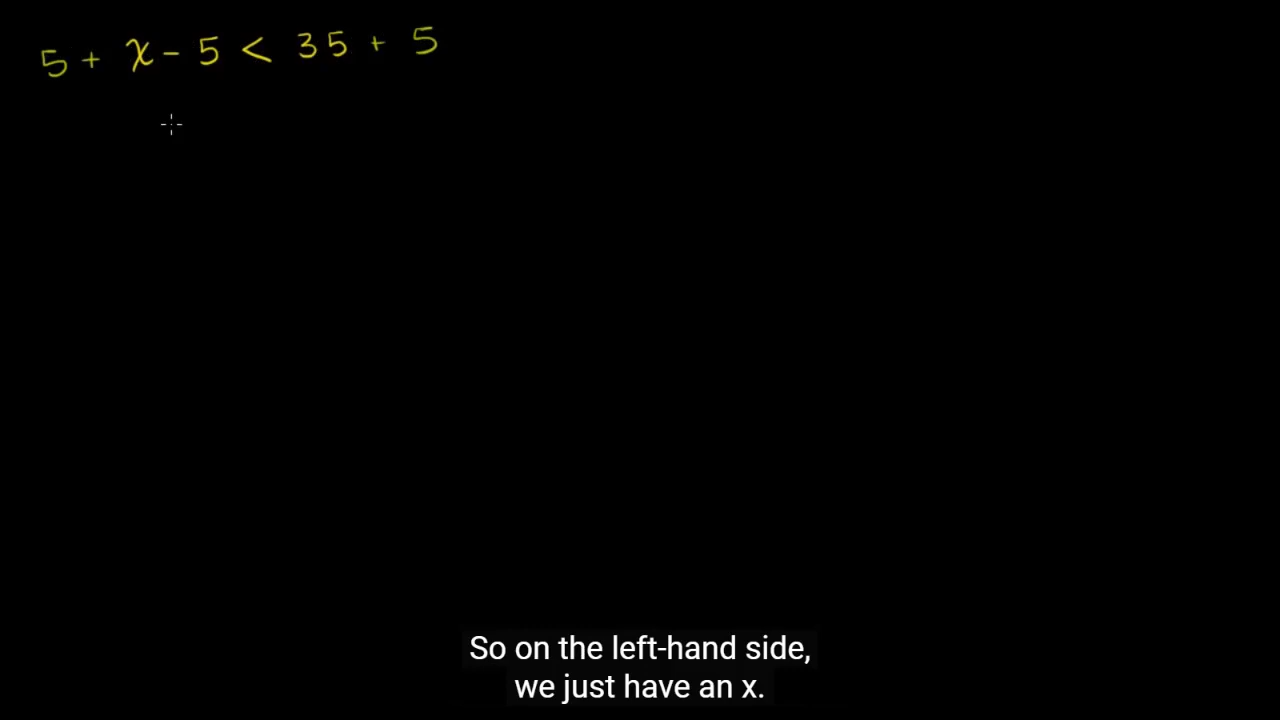 5 + x - 5 < 35 + 5
So on the left-hand side,
we just have an x.